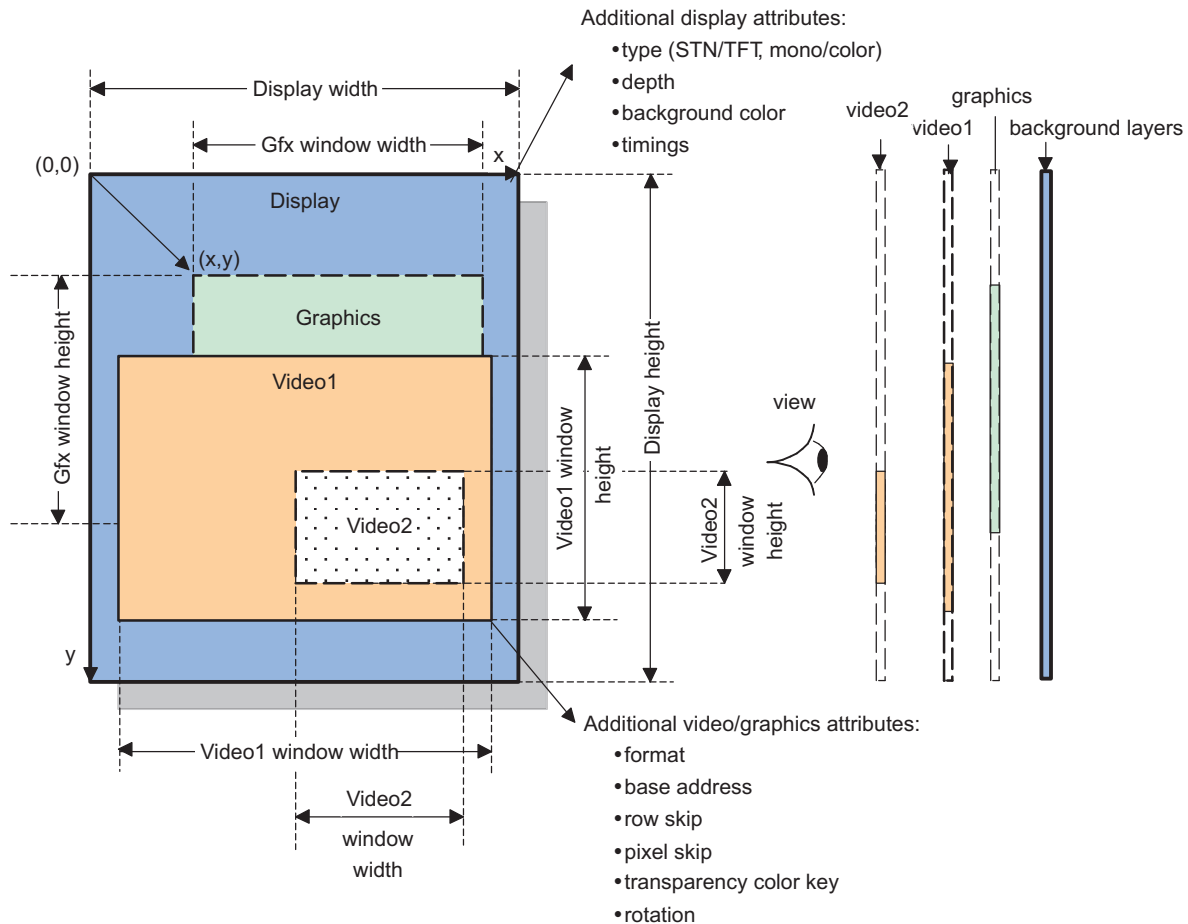 Additional display attributes:
•type (STN/TFT, mono/color)
•depth
•background color
•timings
Display width
Gfx window width
(0,0)
x
Display
(x,y)
Graphics
Gfx window height
Video1
Video1 window
height
Display height
Video2
Video2
window
height
y
Video1 window width
Video2
window
width
view
video2
video1
graphics
background layers
Additional video/graphics attributes:
•format
•base address
•row skip
•pixel skip
•transparency color key
•rotation